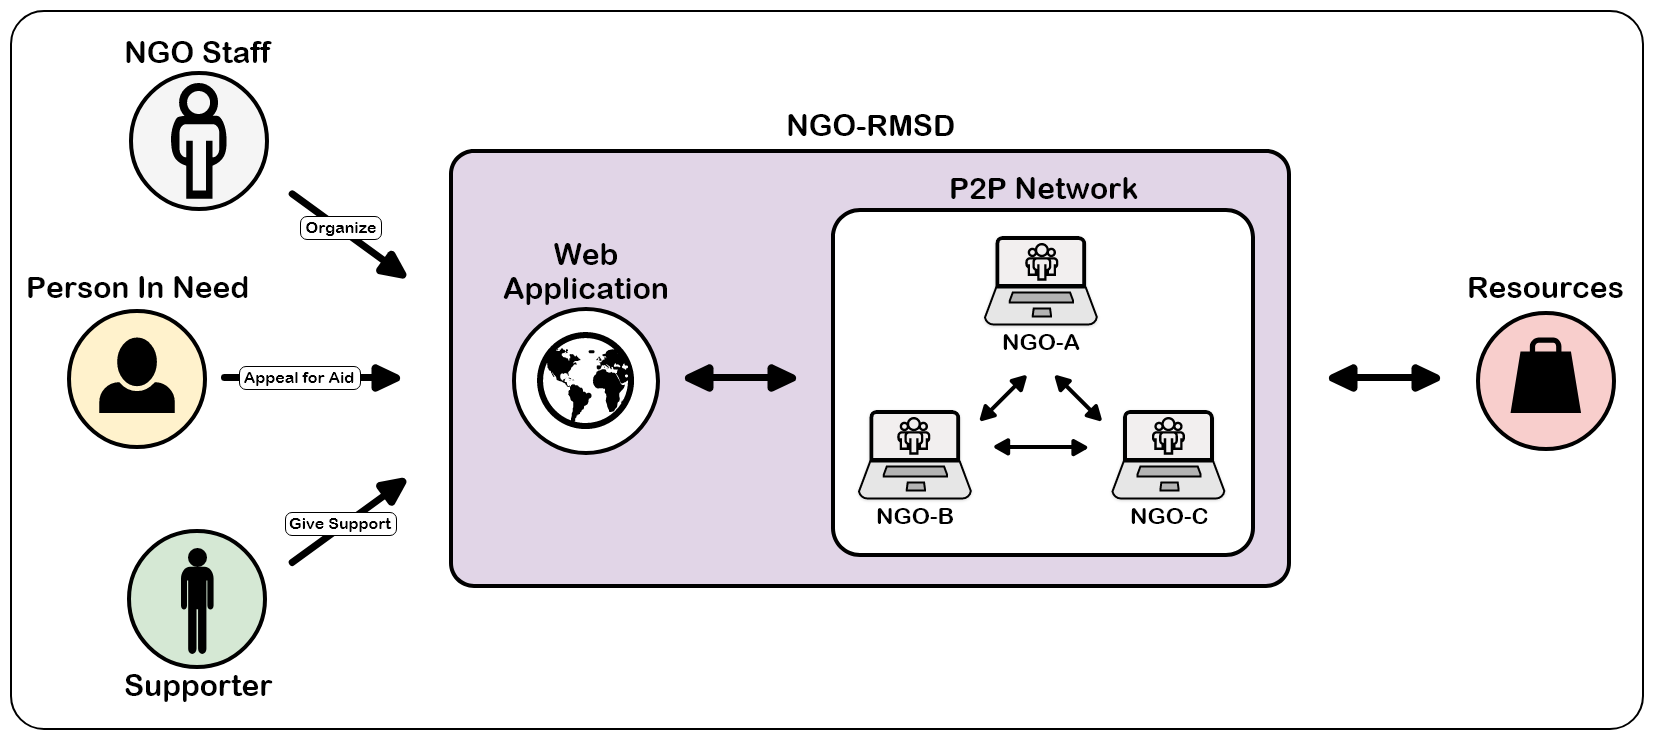 NGO Staff
Organize
Person In Need
Appeal for Aid
Give Support
Supporter
NGO-RMSD
Web
Application
P2P Network
NGO-A
NGO-B
NGO-C
Resources